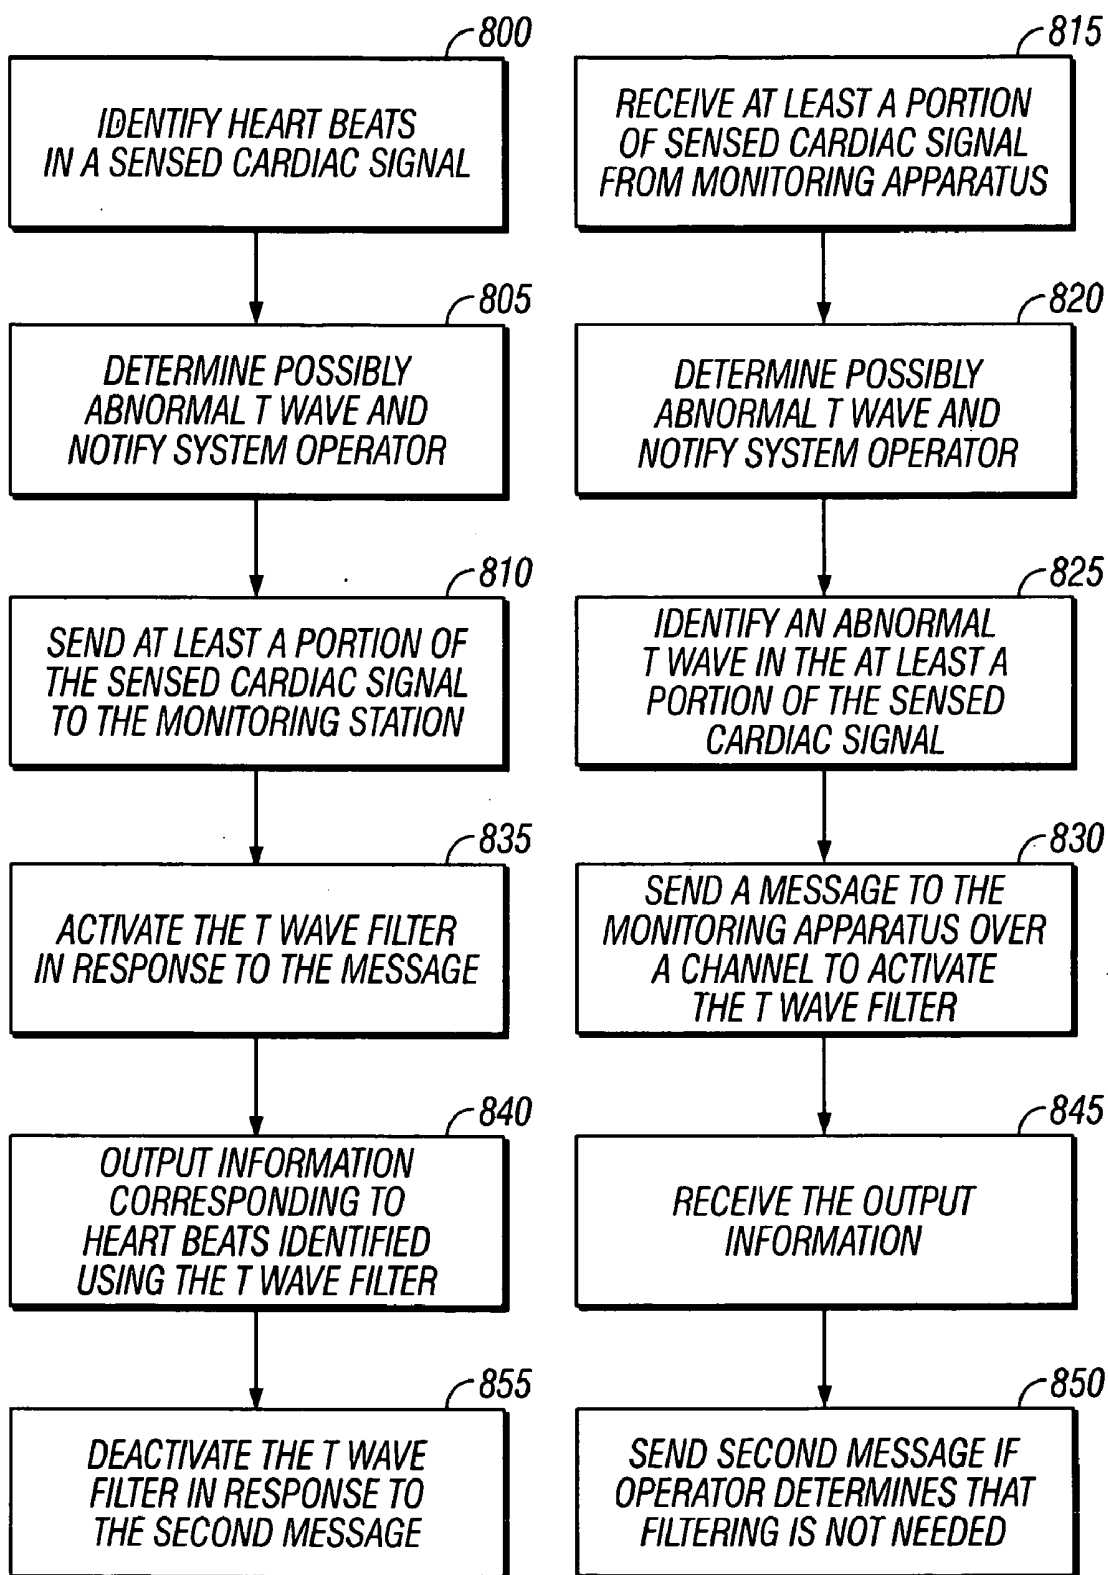 800
IDENTIFY HEART BEATS
IN A SENSED CARDIAC SIGNAL
805
DETERMINE POSSIBLY
ABNORMAL T WAVE AND
NOTIFY SYSTEM OPERATOR
810
SEND AT LEAST A PORTION OF
THE SENSED CARDIAC SIGNAL
TO THE MONITORING STATION
835
ACTIVATE THE T WAVE FILTER
IN RESPONSE TO THE MESSAGE
840
OUTPUT INFORMATION
CORRESPONDING TO
HEART BEATS IDENTIFIED
USING THE T WAVE FILTER
855
DEACTIVATE THE T WAVE
FILTER IN RESPONSE TO
THE SECOND MESSAGE
815
RECEIVE AT LEAST A PORTION
OF SENSED CARDIAC SIGNAL
FROM MONITORING APPARATUS
820
DETERMINE POSSIBLY
ABNORMAL T WAVE AND
NOTIFY SYSTEM OPERATOR
825
IDENTIFY AN ABNORMAL
T WAVE IN THE AT LEAST A
PORTION OF THE SENSED
CARDIAC SIGNAL
830
SEND A MESSAGE TO THE
MONITORING APPARATUS OVER
A CHANNEL TO ACTIVATE
THE T WAVE FILTER
845
RECEIVE THE OUTPUT
INFORMATION
850
SEND SECOND MESSAGE IF
OPERATOR DETERMINES THAT
FILTERING IS NOT NEEDED